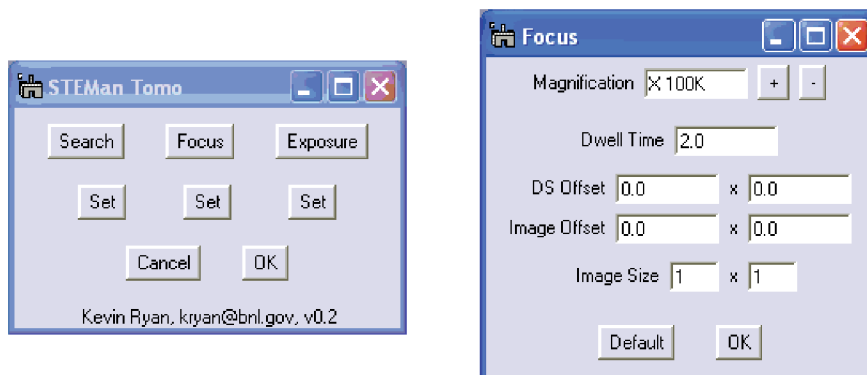 STEMan Tomo
Search Focus Exposure
Set Set Set
Cancel OK
Kevin Ryan, kryan@bnl.gov, v0.2
Focus
Magnification X 100K + -
Dwell Time 2.0
DS Offset 0.0 x 0.0
Image Offset 0.0 x 0.0
Image Size 1 x 1
Default OK